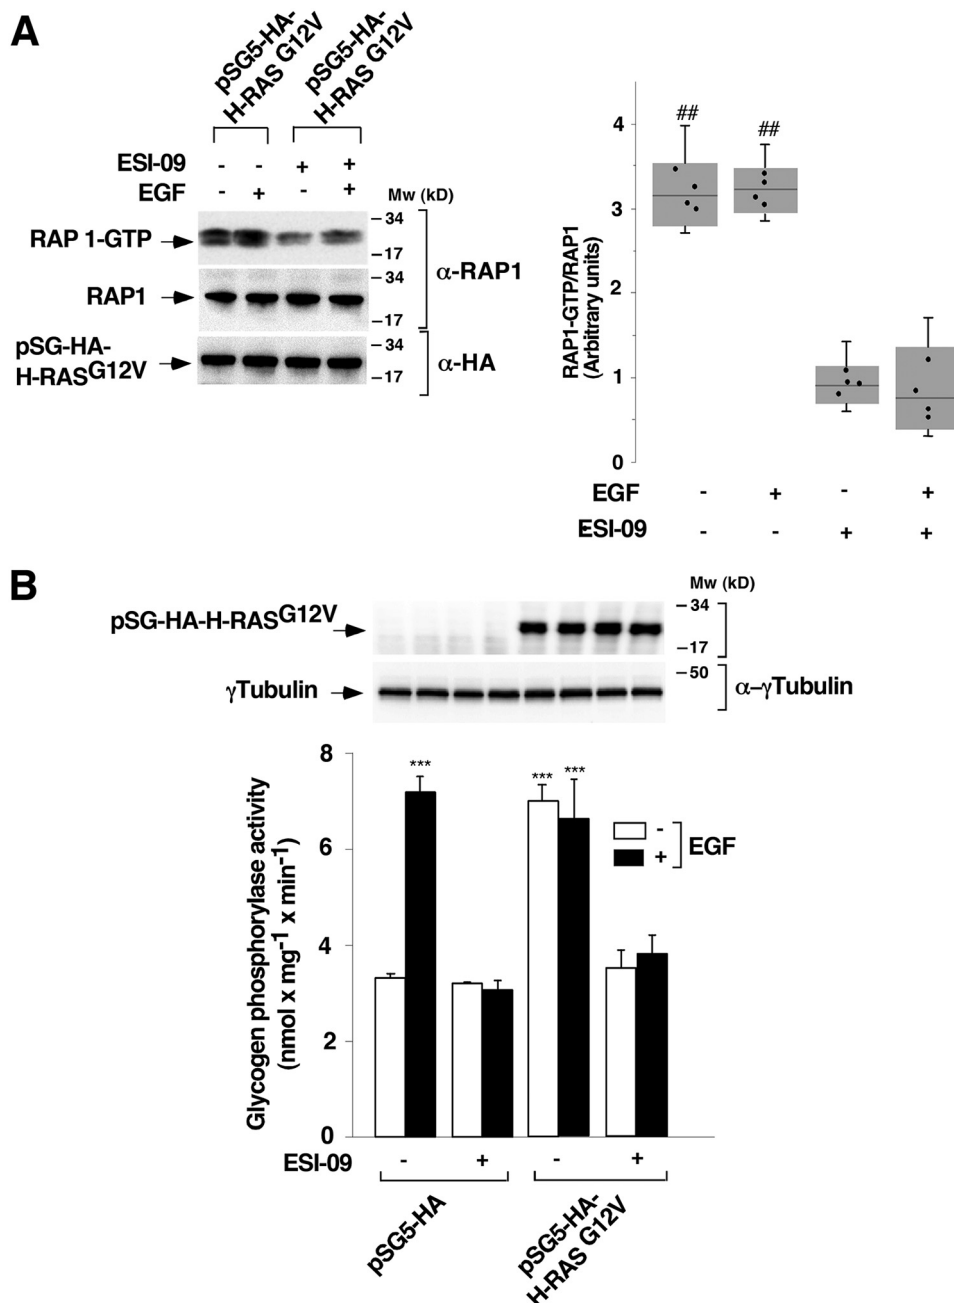 A
pSG5-HA-
H-RAS G12V
pSG5-HA-
H-RAS G12V
ESI-09 - - + +
EGF - + - +
Mw (kD)
RAP 1-GTP
34
17
α-RAP1
RAP1
34
17
pSG-HA-
H-RASG12V
34
17
α-HA
RAP1-GTP/RAP1
(Arbitrary units)
4
3
2
1
0
##
##
EGF - + - +
ESI-09 - - + +
B
Mw (kD)
pSG-HA-H-RASG12V
34
17
γTubulin
50
α-γTubulin
Glycogen phosphorylase activity
(nmol x mg-1 x min-1)
8
6
4
2
0
***
***
***
-
+
EGF
ESI-09 - + - +
pSG5-HA
pSG5-HA-
H-RAS G12V